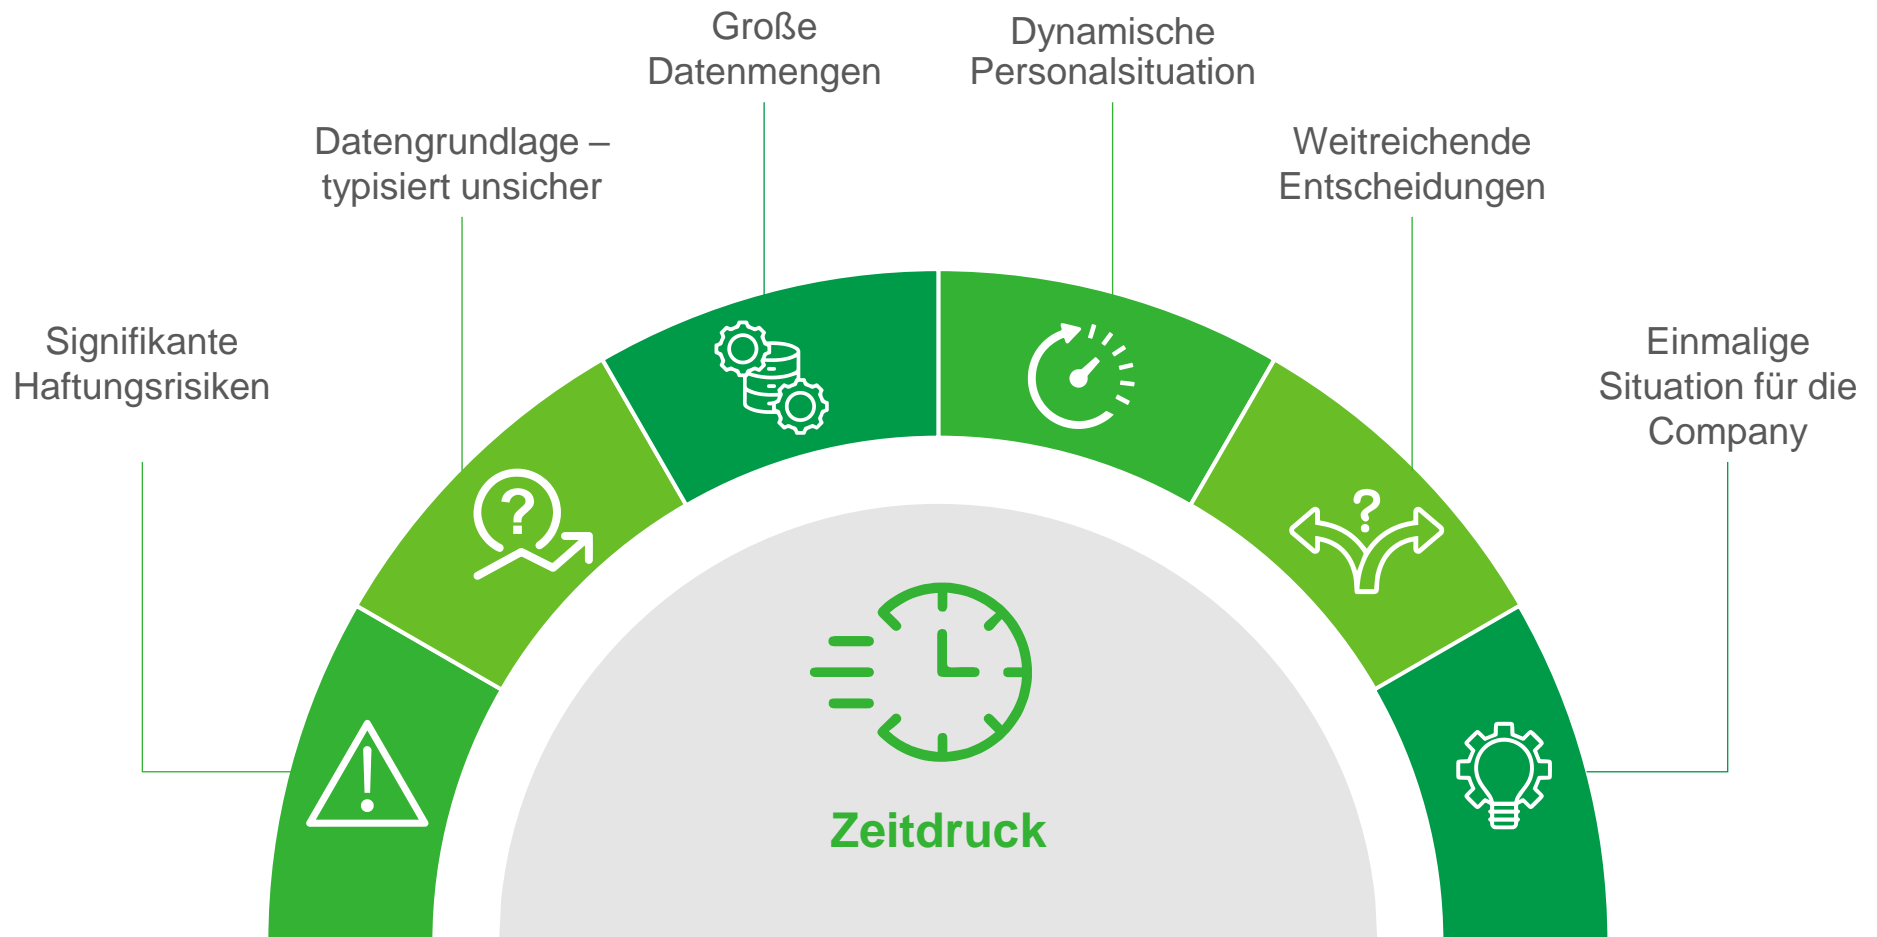 Große
Datenmengen
Dynamische
Personalsituation
Datengrundlage –
typisiert unsicher
Weitreichende
Entscheidungen
Signifikante
Haftungsrisiken
Einmalige
Situation für die
Company
?
?
Zeitdruck